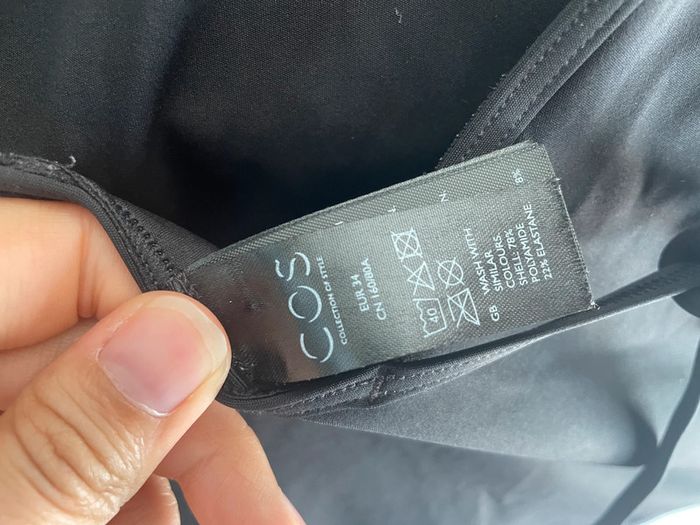 COS
COLLECTION OF STYLE
EUR 34
CN 160/80A
40
GB
WASH WITH
SIMILAR
COLOURS
SHELL: 78%
POLYAMIDE
22% ELASTANE
8%